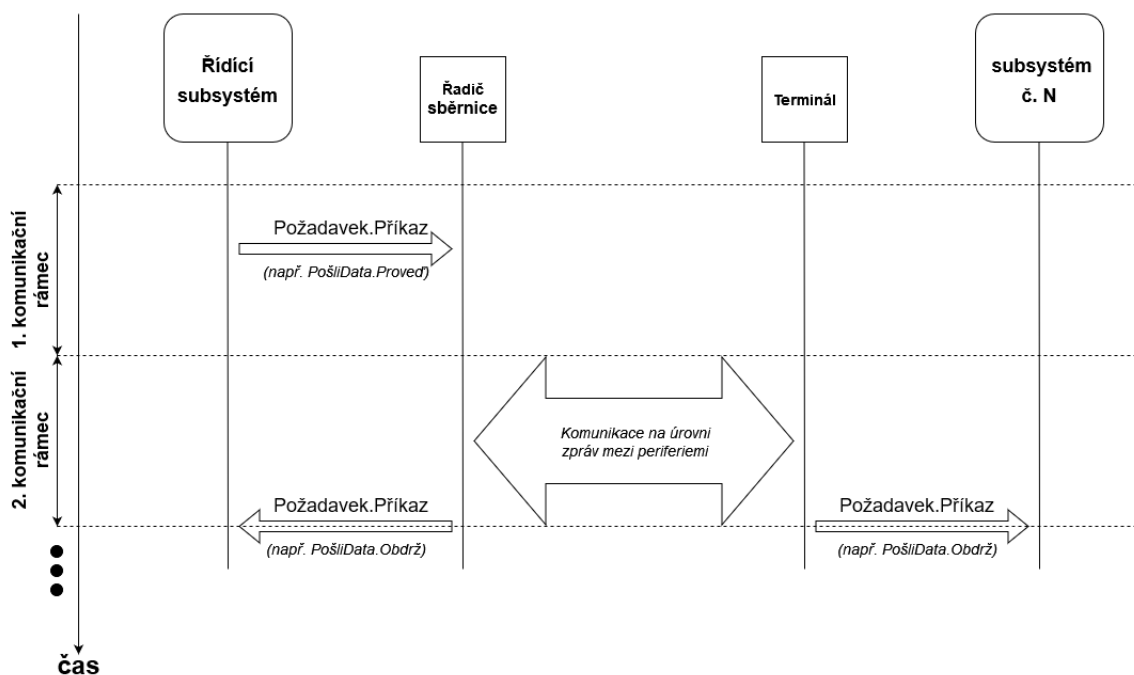 Řídící
subsystém
Řadič
sběrnice
Terminál
subsystém
č. N
1. komunikační
rámec
Požadavek.Příkaz
(např. PošliData.Proveď)
2. komunikační
rámec
Komunikace na úrovni
zpráv mezi periferiemi
Požadavek.Příkaz
(např. PošliData.Obdrž)
Požadavek.Příkaz
(např. PošliData.Obdrž)
čas